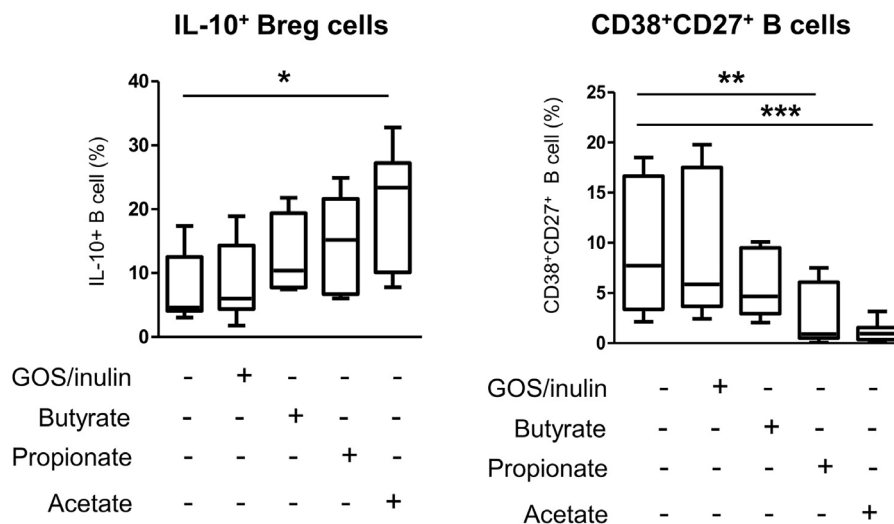 IL-10⁺ Breg cells
*
40
30
20
10
0
IL-10+ B cell (%)
GOS/inulin - + - - -
Butyrate - - + - -
Propionate - - - + -
Acetate - - - - +
CD38⁺CD27⁺ B cells
**
***
25
20
15
10
5
0
CD38⁺CD27⁺ B cell (%)
GOS/inulin - + - - -
Butyrate - - + - -
Propionate - - - + -
Acetate - - - - +